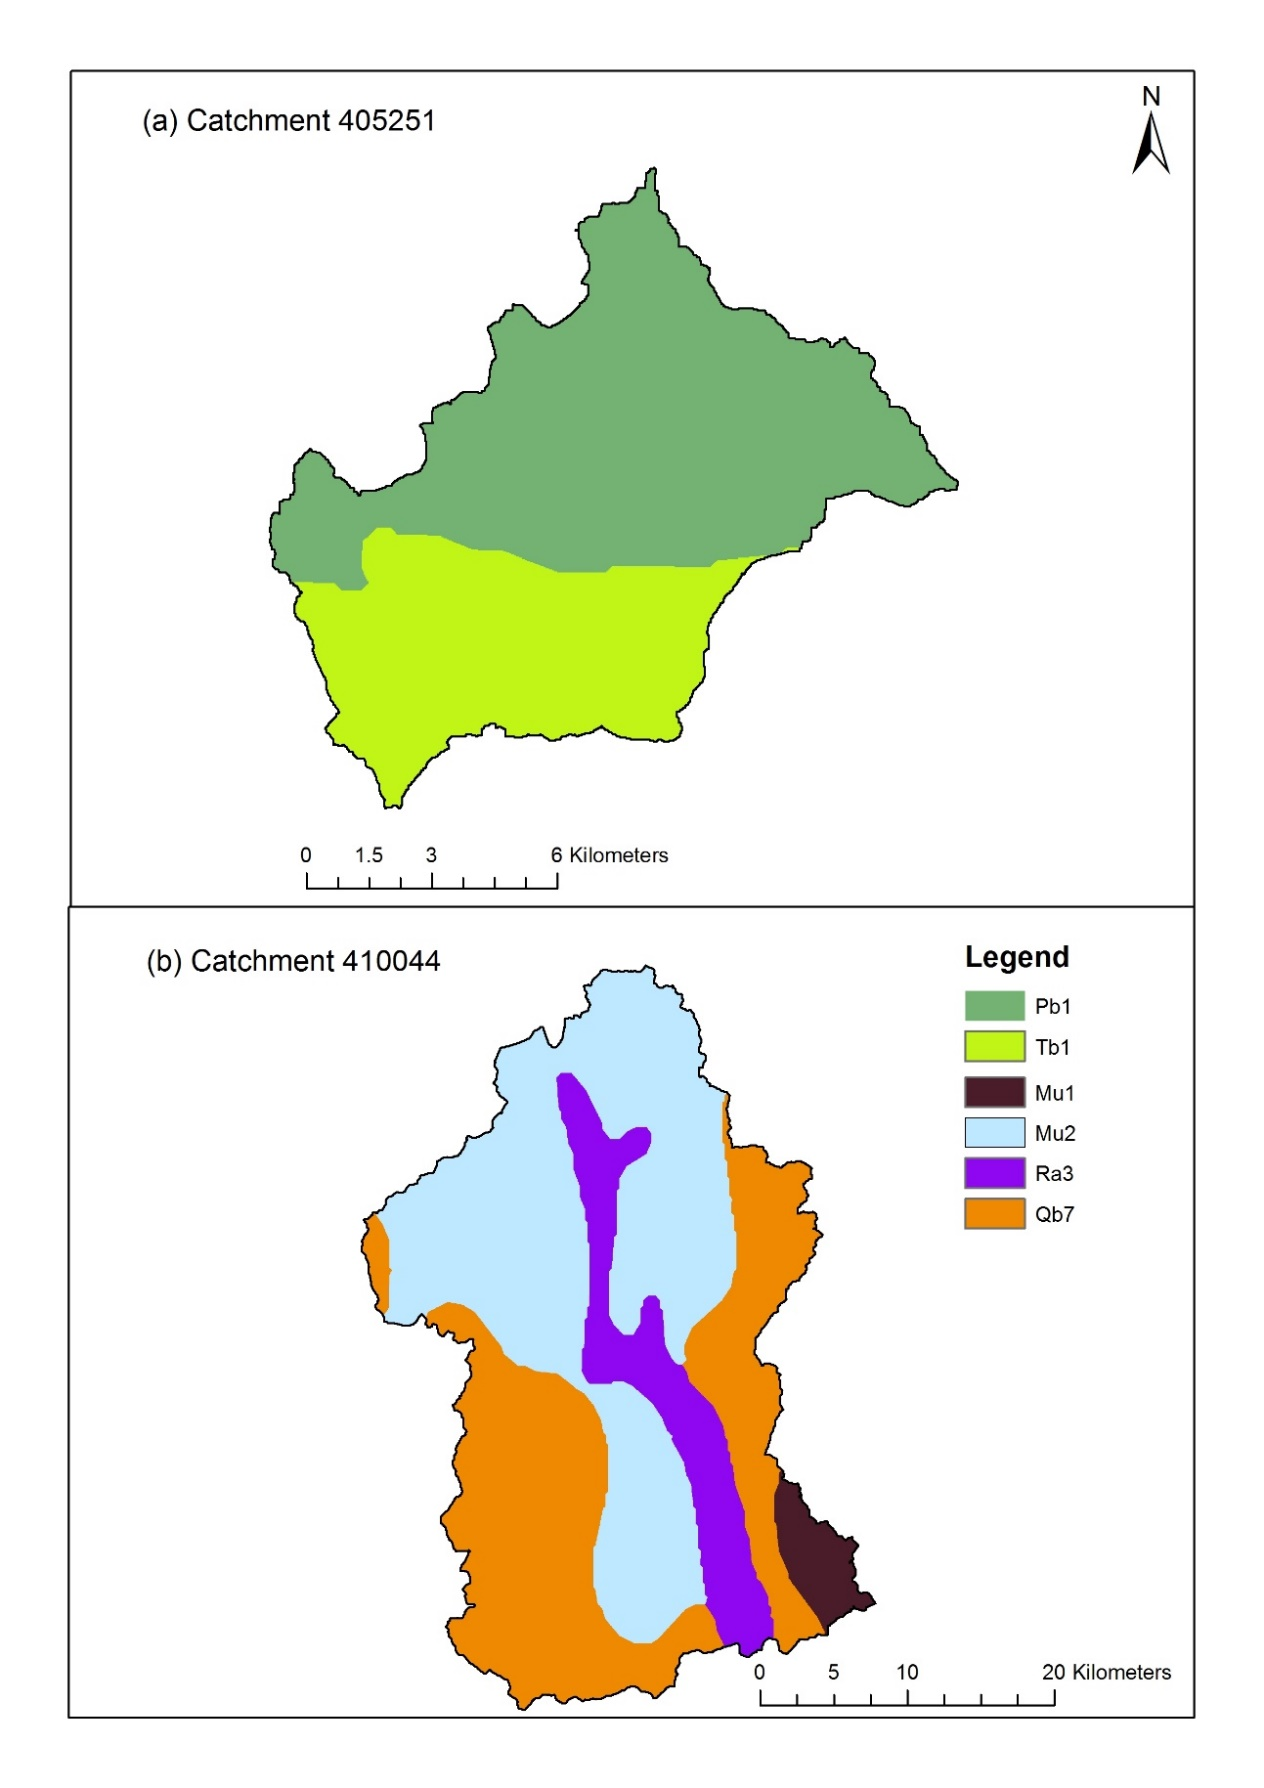 (a) Catchment 405251
N
0 1.5 3 6 Kilometers
(b) Catchment 410044
Legend
Pb1
Tb1
Mu1
Mu2
Ra3
Qb7
0 5 10 20 Kilometers